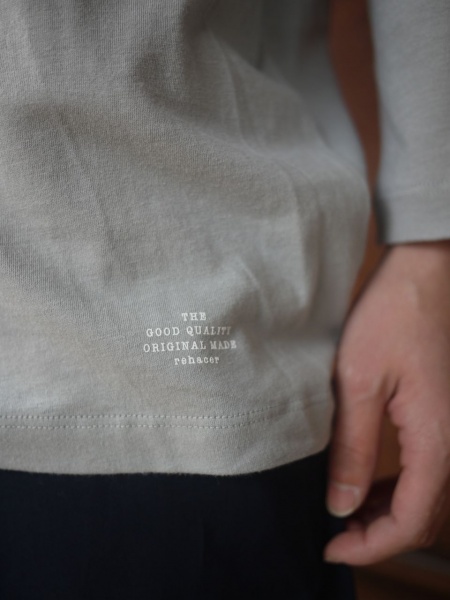 THE
GOOD QUALITY
ORIGINAL MADE
rehacer